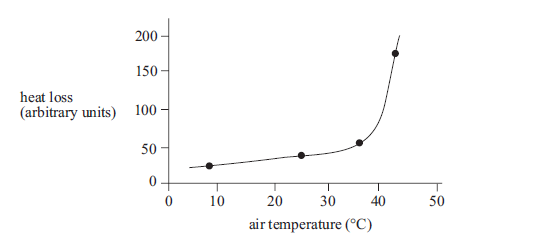 200
150
heat loss
(arbitrary units)
100
50
0
0 10 20 30 40 50
air temperature (°C)